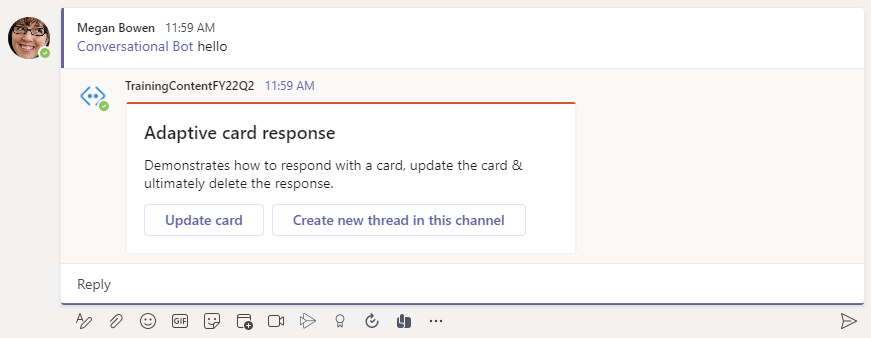 Megan Bowen 11:59 AM
Conversational Bot hello
TrainingContentFY22Q2 11:59 AM
Adaptive card response
Demonstrates how to respond with a card, update the card &
ultimately delete the response.
Update card Create new thread in this channel
Reply
GIF